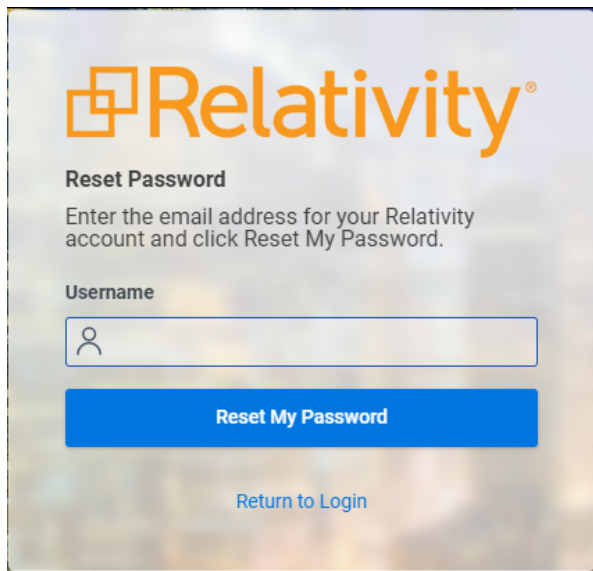 Relativity®
Reset Password
Enter the email address for your Relativity
account and click Reset My Password.
Username
Reset My Password
Return to Login